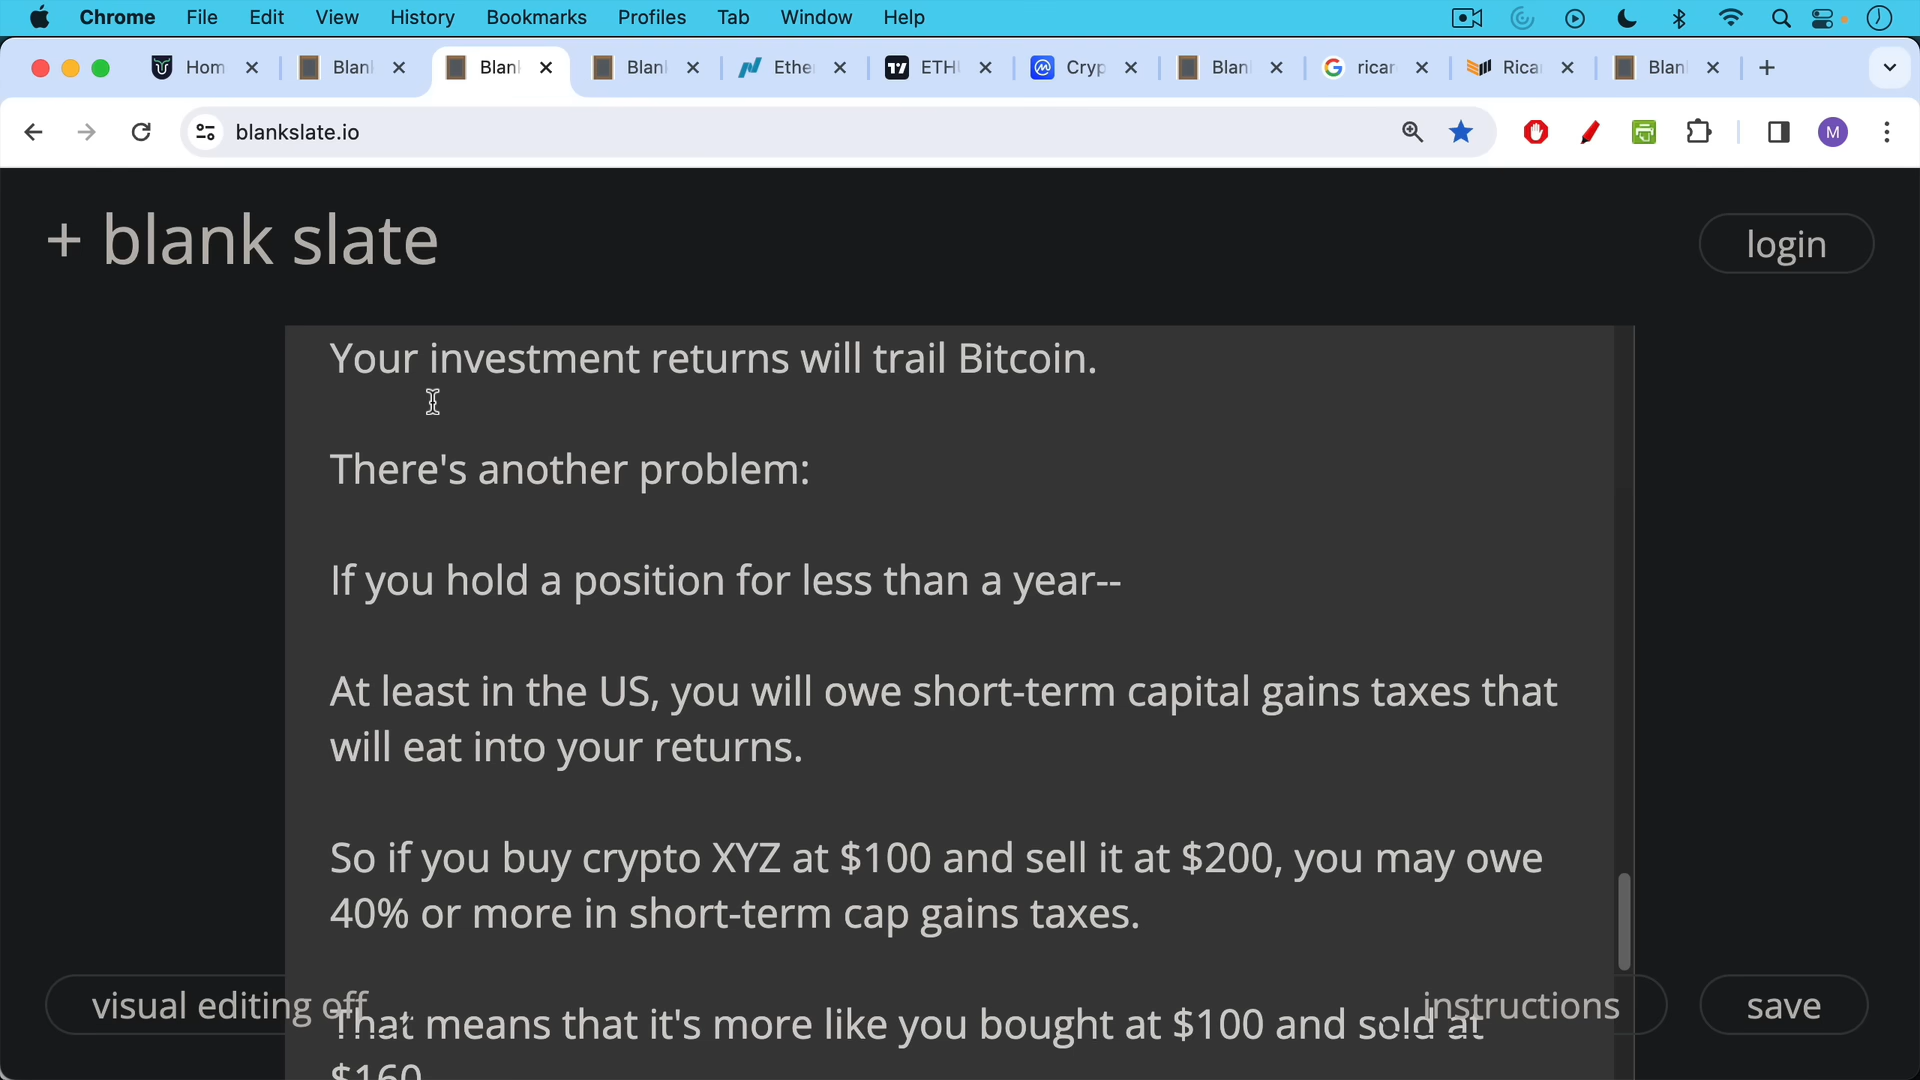 Chrome File Edit View History Bookmarks Profiles Tab Window Help
Hom Blan Blan Blan Ethe ETH Cryp Blan ricar Rica Blan
blankslate.io
M
+ blank slate
login
Your investment returns will trail Bitcoin.
There's another problem:
If you hold a position for less than a year--
At least in the US, you will owe short-term capital gains taxes that
will eat into your returns.
So if you buy crypto XYZ at $100 and sell it at $200, you may owe
40% or more in short-term cap gains taxes.
visual editing off
instructions
save
That means that it's more like you bought at $100 and sold at
$160